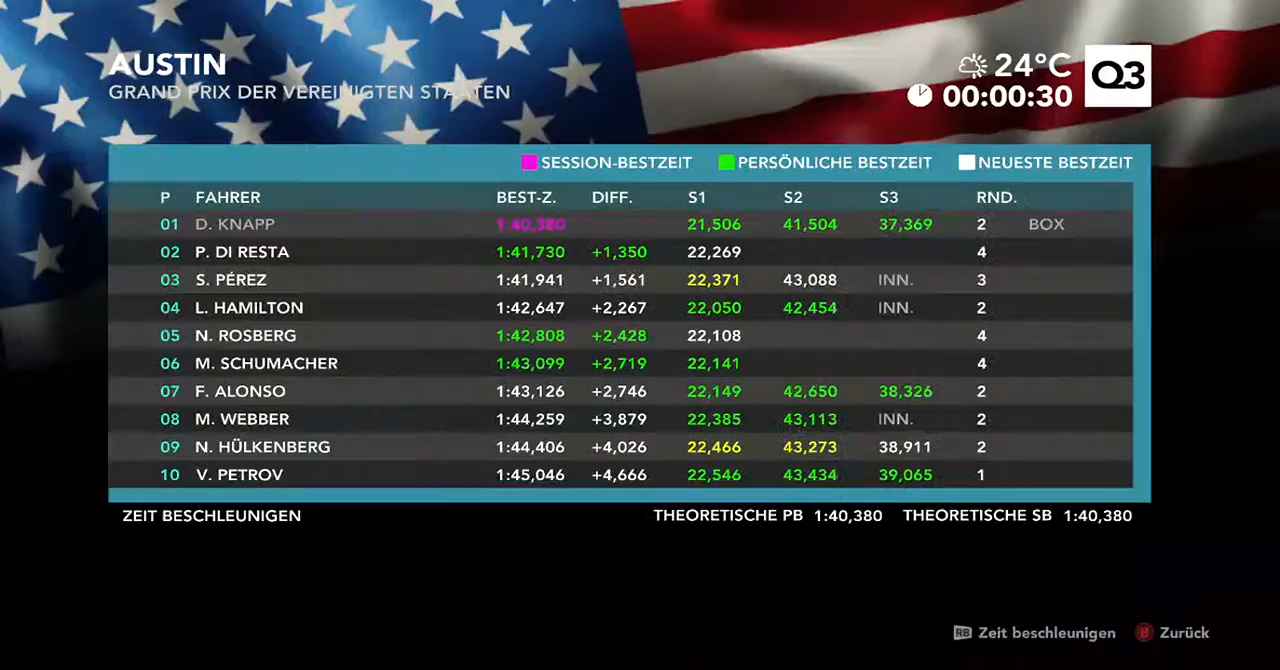 AUSTIN
GRAND PRIX DER VEREINIGTEN STAATEN
24°C
00:00:30
Q3
SESSION-BESTZEIT PERSÖNLICHE BESTZEIT NEUESTE BESTZEIT
P FAHRER BEST-Z. DIFF. S1 S2 S3 RND.
01 D. KNAPP 1:40,380 21,506 41,504 37,369 2 BOX
02 P. DI RESTA 1:41,730 +1,350 22,269 4
03 S. PÉREZ 1:41,941 +1,561 22,371 43,088 INN. 3
04 L. HAMILTON 1:42,647 +2,267 22,050 42,454 INN. 2
05 N. ROSBERG 1:42,808 +2,428 22,108 4
06 M. SCHUMACHER 1:43,099 +2,719 22,141 4
07 F. ALONSO 1:43,126 +2,746 22,149 42,650 38,326 2
08 M. WEBBER 1:44,259 +3,879 22,385 43,113 INN. 2
09 N. HÜLKENBERG 1:44,406 +4,026 22,466 43,273 38,911 2
10 V. PETROV 1:45,046 +4,666 22,546 43,434 39,065 1
ZEIT BESCHLEUNIGEN THEORETISCHE PB 1:40,380 THEORETISCHE SB 1:40,380
RB Zeit beschleunigen B Zurück